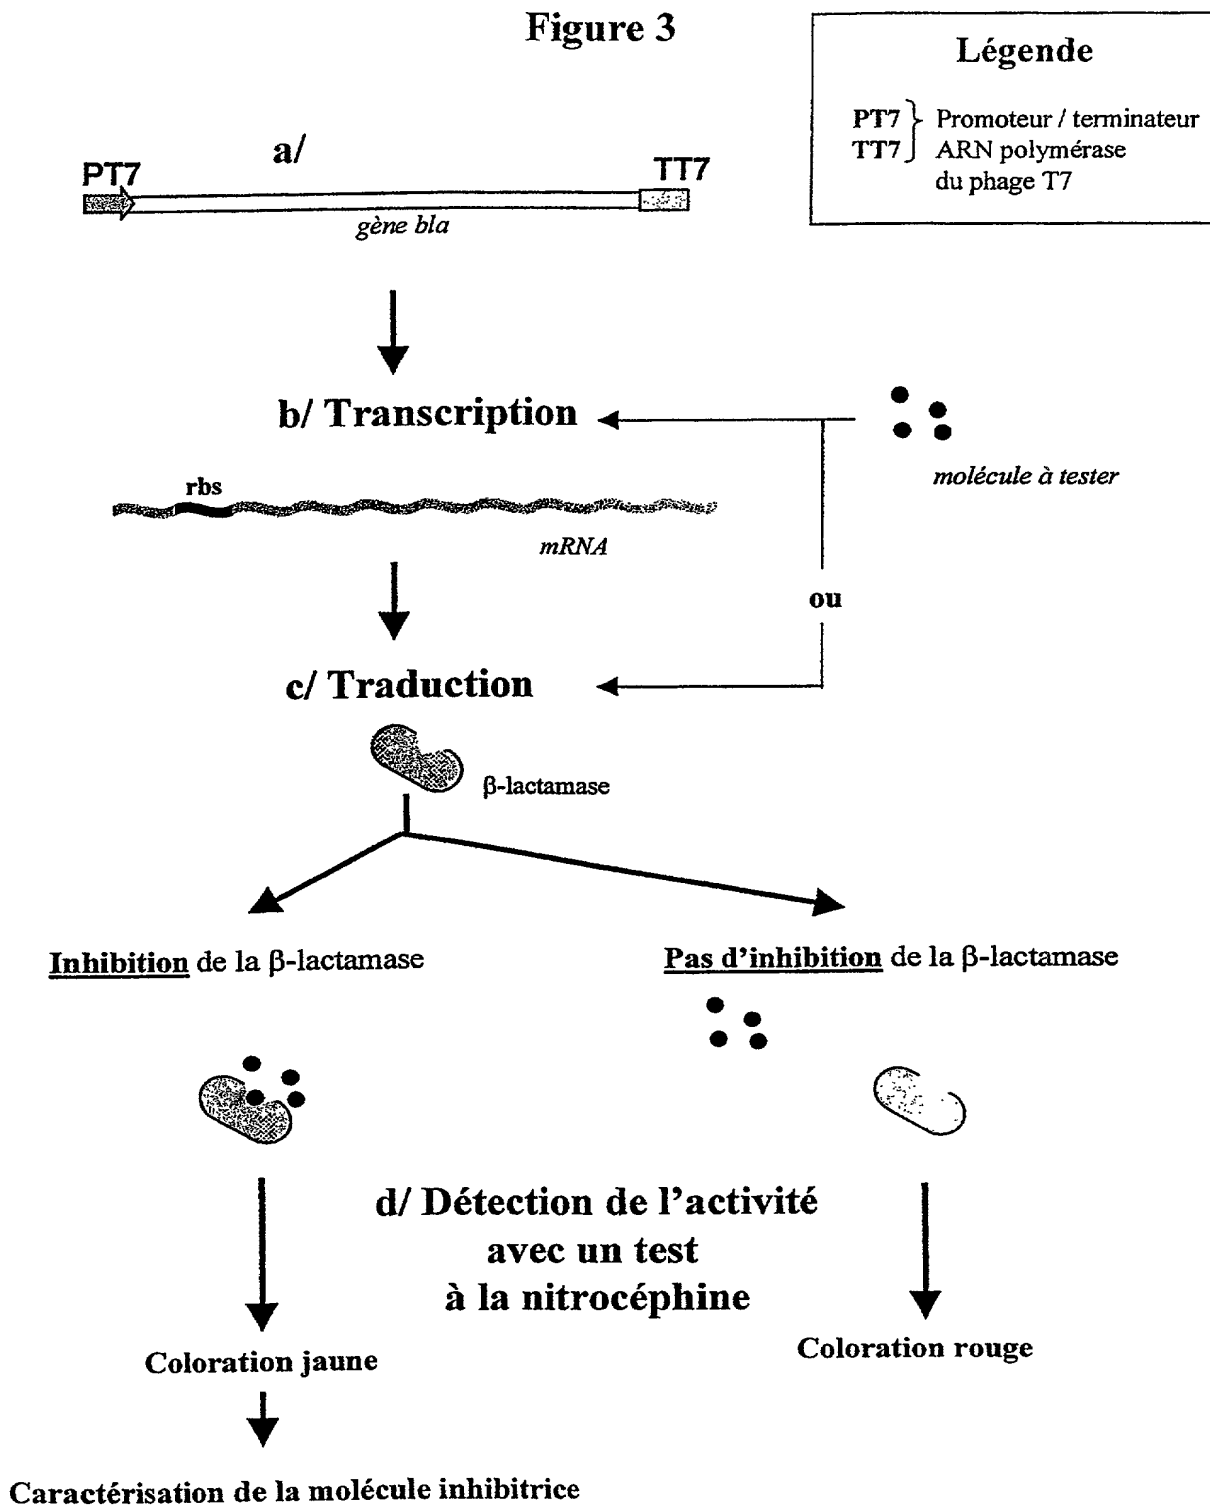 Figure 3
Légende
PT7 } Promoteur / terminateur
TT7 ARN polymérase
du phage T7
a/
PT7
TT7
gène bla
b/ Transcription
molécule à tester
rbs
mRNA
ou
c/ Traduction
β-lactamase
Inhibition de la β-lactamase
Pas d'inhibition de la β-lactamase
d/ Détection de l'activité
avec un test
à la nitrocéphine
Coloration jaune
Coloration rouge
Caractérisation de la molécule inhibitrice